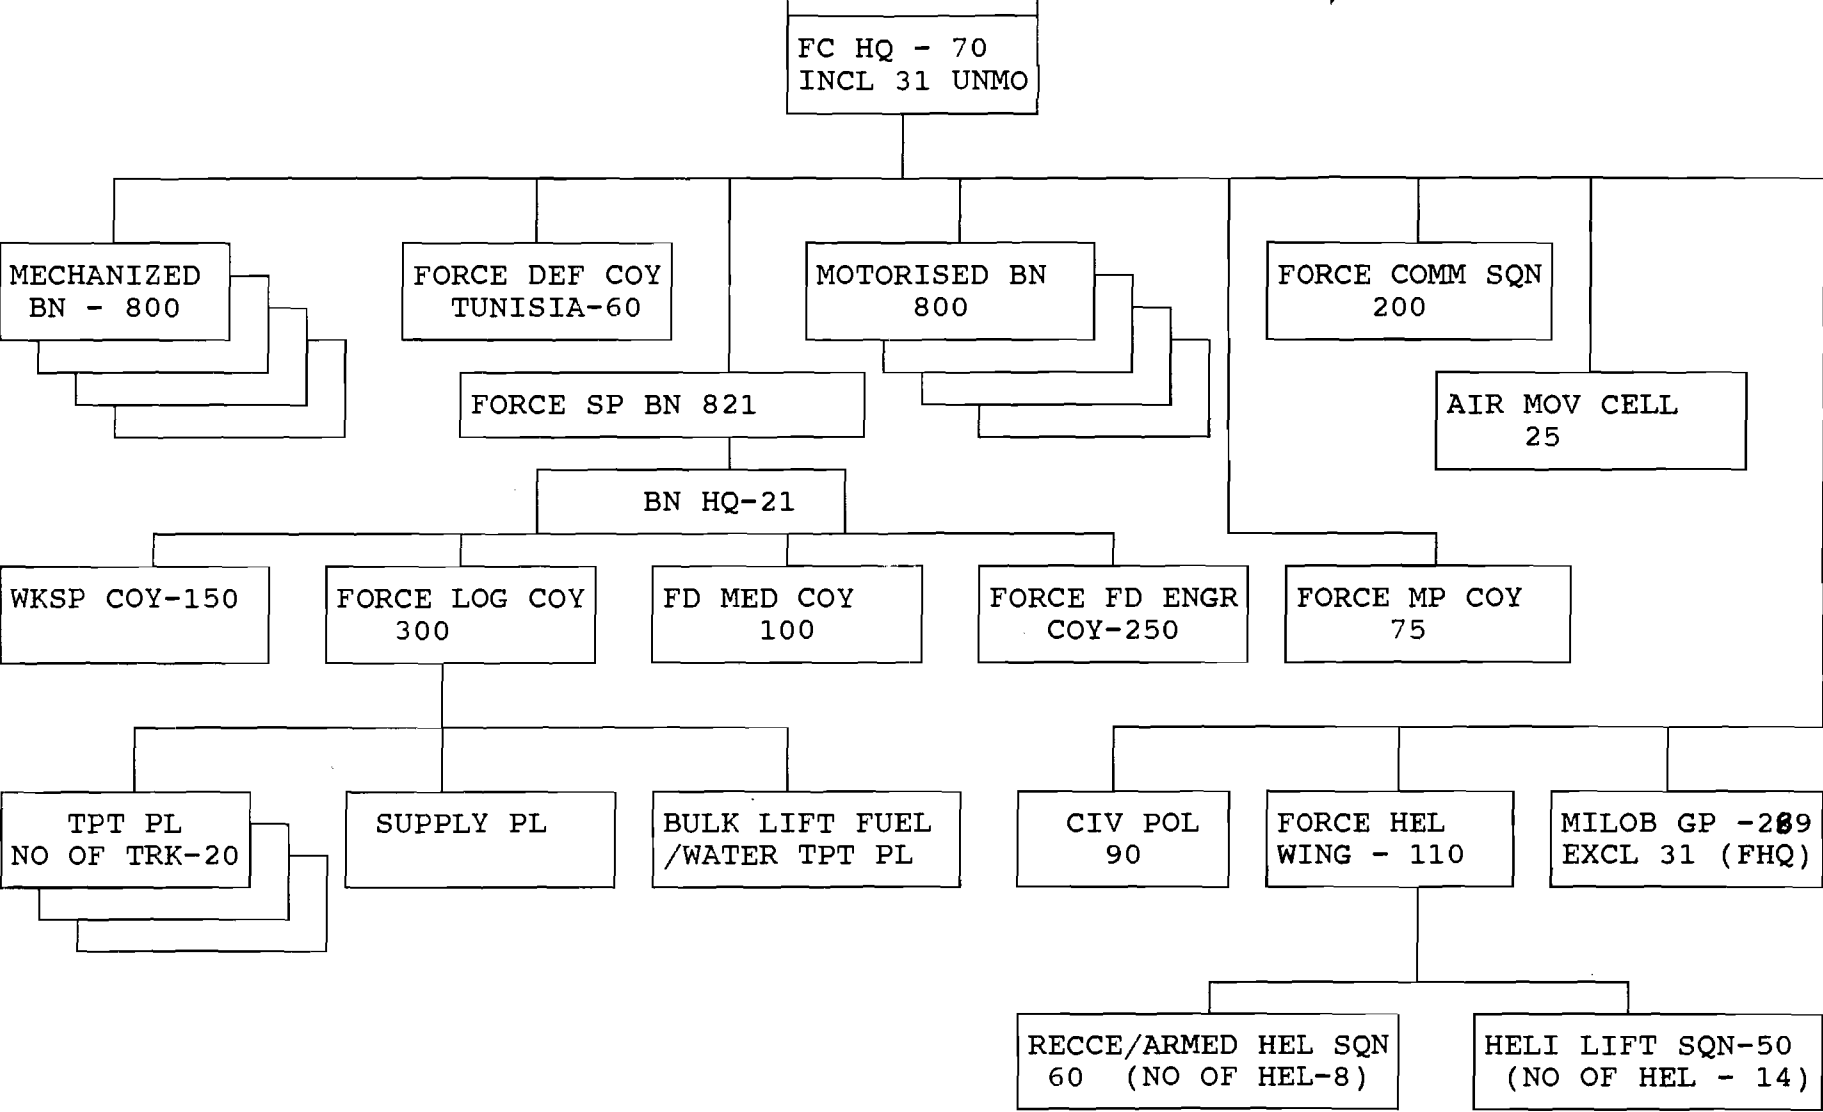 FC HQ - 70
INCL 31 UNMO
MECHANIZED
BN - 800
FORCE DEF COY
TUNISIA-60
MOTORISED BN
800
FORCE COMM SQN
200
FORCE SP BN 821
AIR MOV CELL
25
BN HQ-21
WKSP COY-150
FORCE LOG COY
300
FD MED COY
100
FORCE FD ENGR
COY-250
FORCE MP COY
75
TPT PL
NO OF TRK-20
SUPPLY PL
BULK LIFT FUEL
/WATER TPT PL
CIV POL
90
FORCE HEL
WING - 110
MILOB GP
EXCL 31 (FHQ)
RECCE/ARMED HEL SQN
60 (NO OF HEL-8)
HELI LIFT SQN-50
(NO OF HEL - 14)